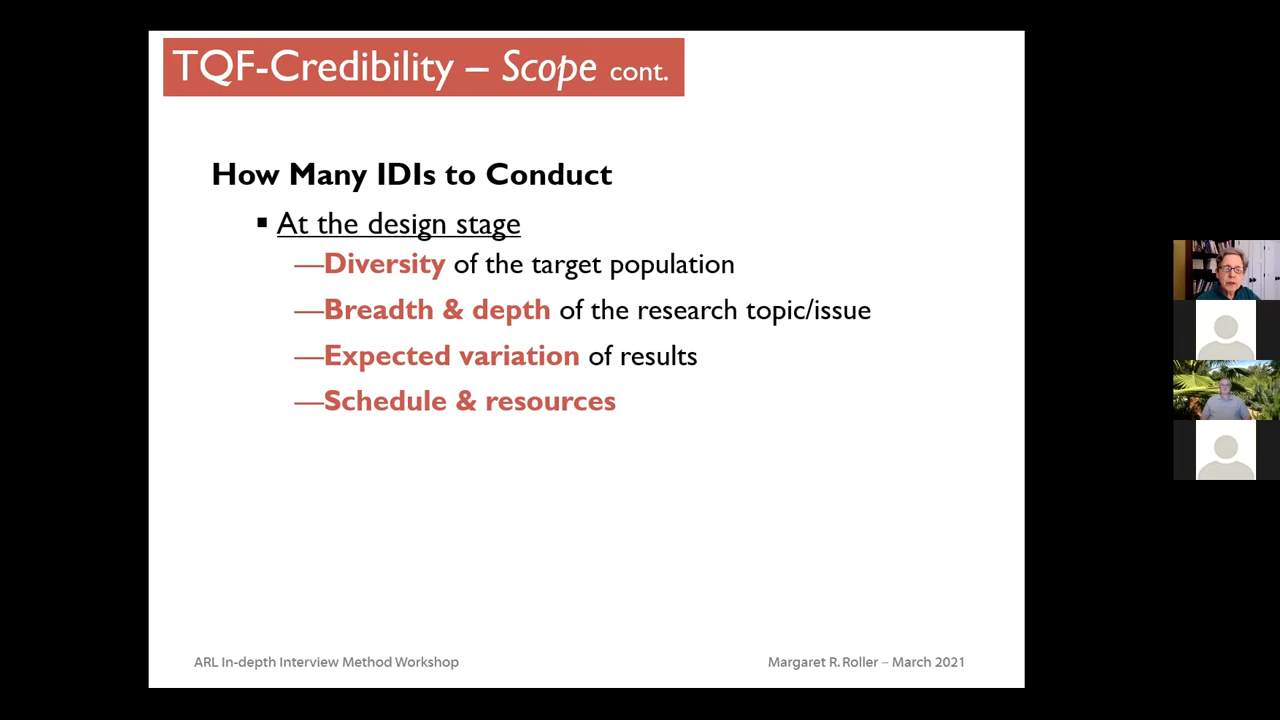 TQF-Credibility – Scope cont.
How Many IDIs to Conduct
▪ At the design stage
—Diversity of the target population
—Breadth & depth of the research topic/issue
—Expected variation of results
—Schedule & resources
ARL In-depth Interview Method Workshop
Margaret R. Roller – March 2021